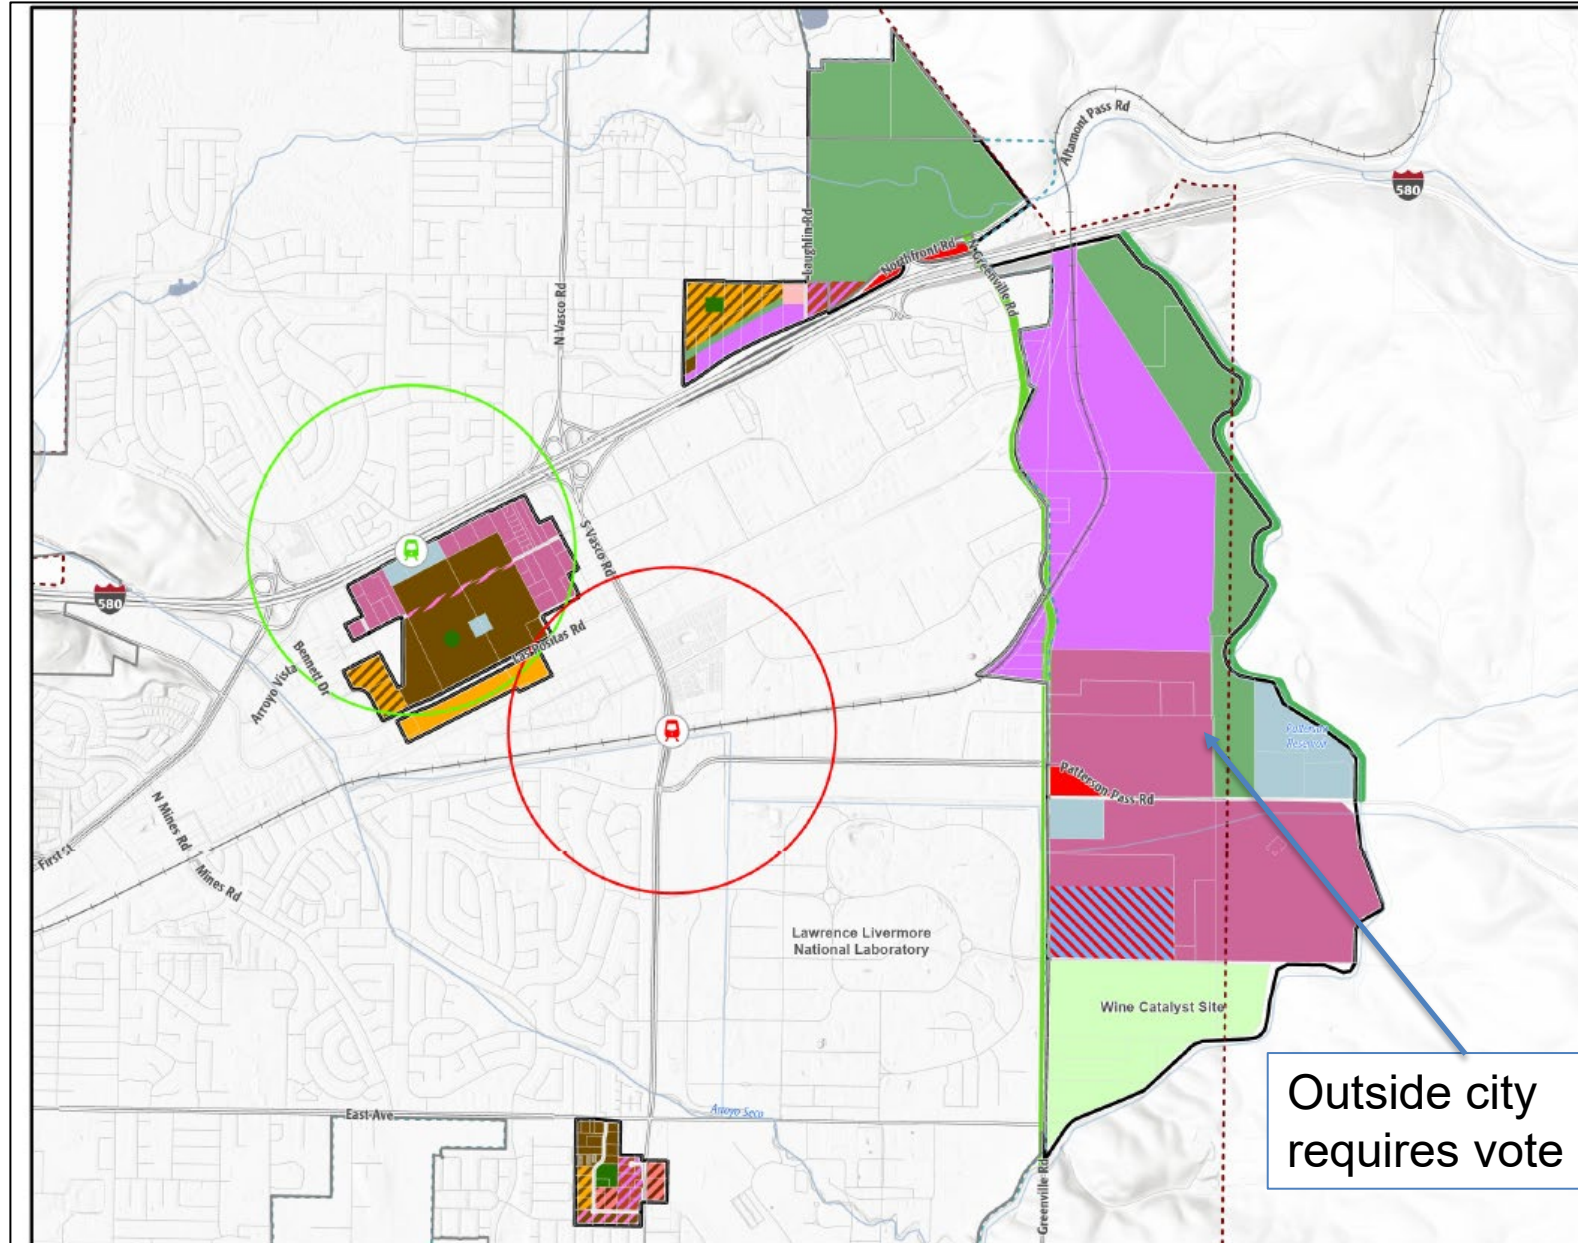 Altamont Pass Rd
580
Laughlin Rd
Northfront Rd
N Greenville Rd
N Vasco Rd
S Vasco Rd
580
Las Positas Rd
Bennett Dr
Arroyo Vista
Patterson
Reservoir
Patterson Pass Rd
N Mines Rd
First St
Mines Rd
Lawrence Livermore
National Laboratory
Wine Catalyst Site
Outside city
requires vote
East Ave
Arroyo Seco
Greenville Rd